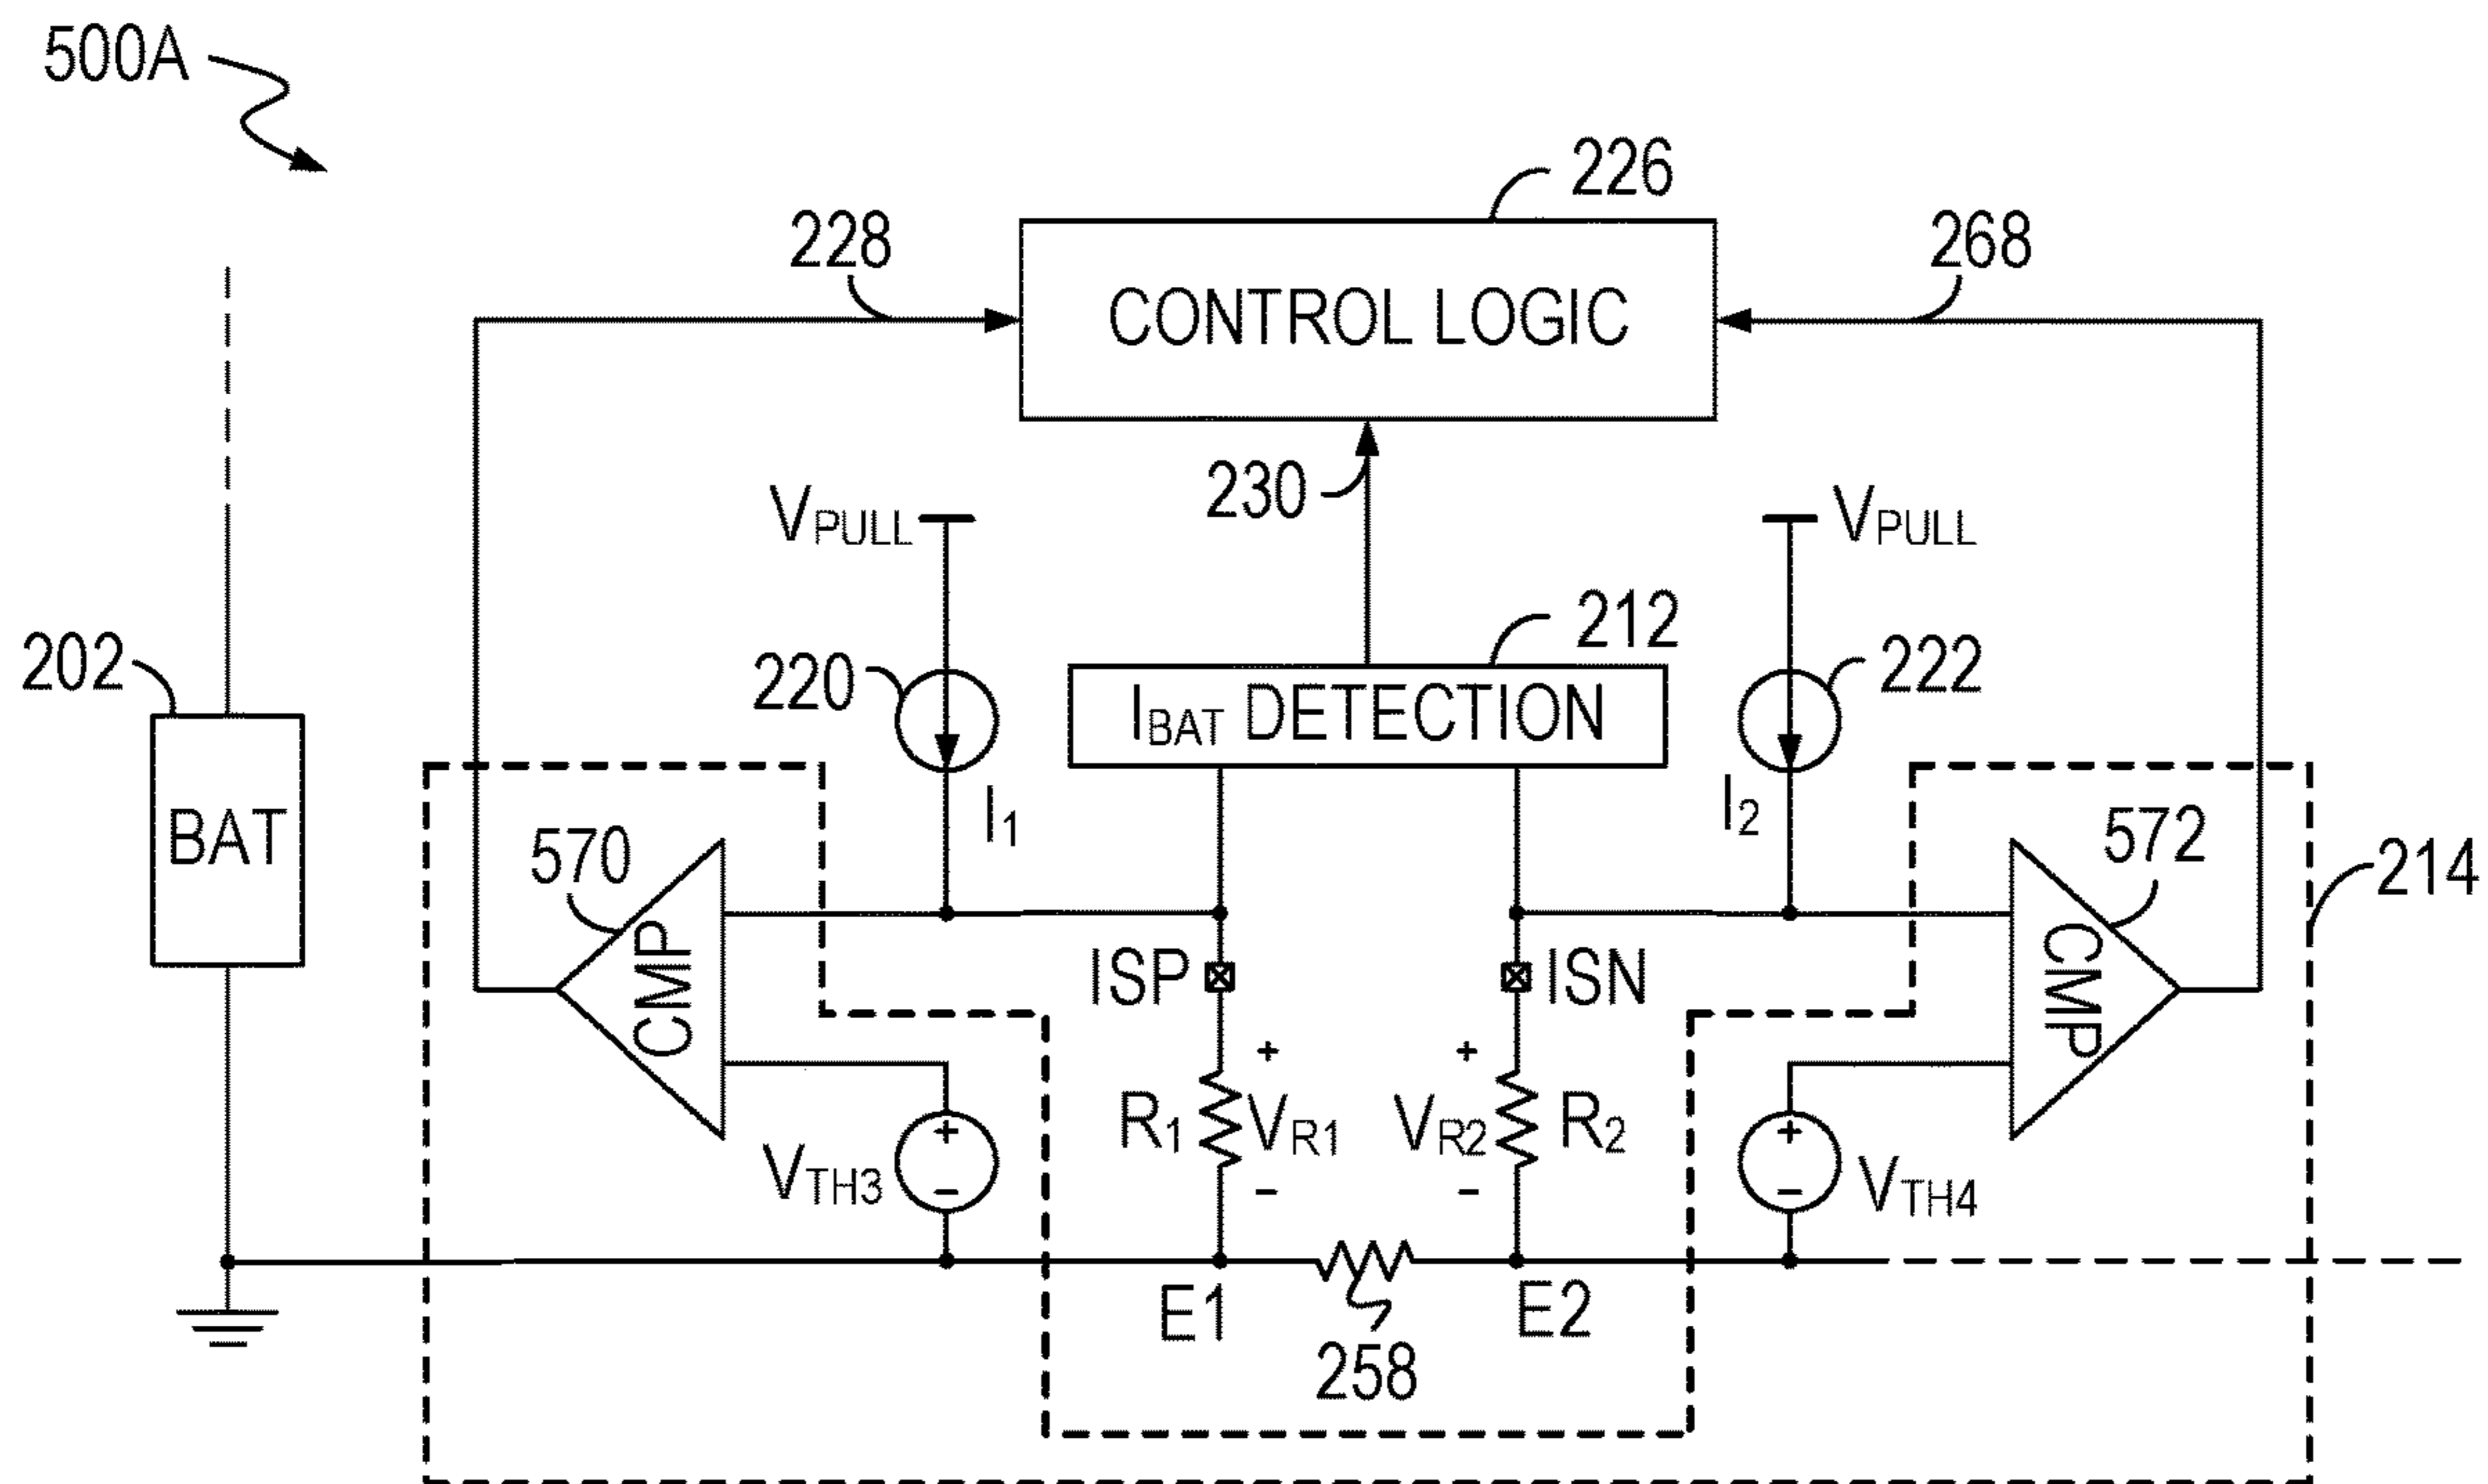 500A
226
228
268
CONTROL LOGIC
230
VPULL
VPULL
212
202
220
222
IBAT DETECTION
I1
I2
BAT
570
572
214
CMP
CMP
ISP
ISN
+
+
R1
VR1
VR2
R2
+
+
VTH3
VTH4
-
-
-
-
E1
E2
258